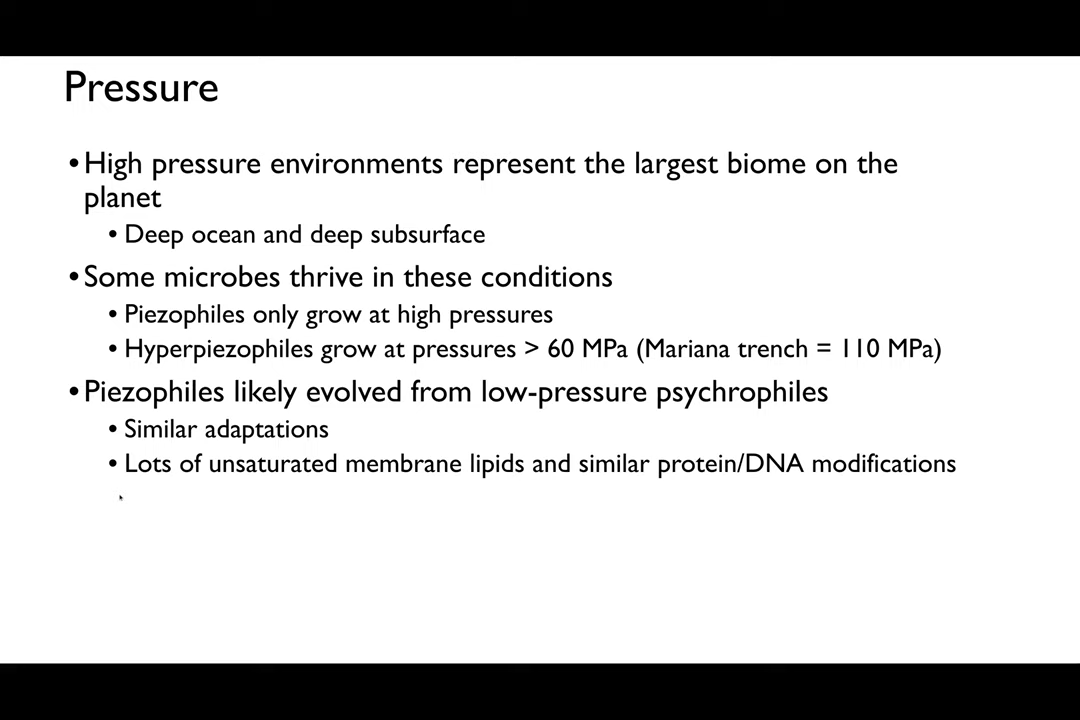 Pressure
•High pressure environments represent the largest biome on the
planet
•Deep ocean and deep subsurface
•Some microbes thrive in these conditions
•Piezophiles only grow at high pressures
•Hyperpiezophiles grow at pressures > 60 MPa (Mariana trench = 110 MPa)
•Piezophiles likely evolved from low-pressure psychrophiles
•Similar adaptations
•Lots of unsaturated membrane lipids and similar protein/DNA modifications